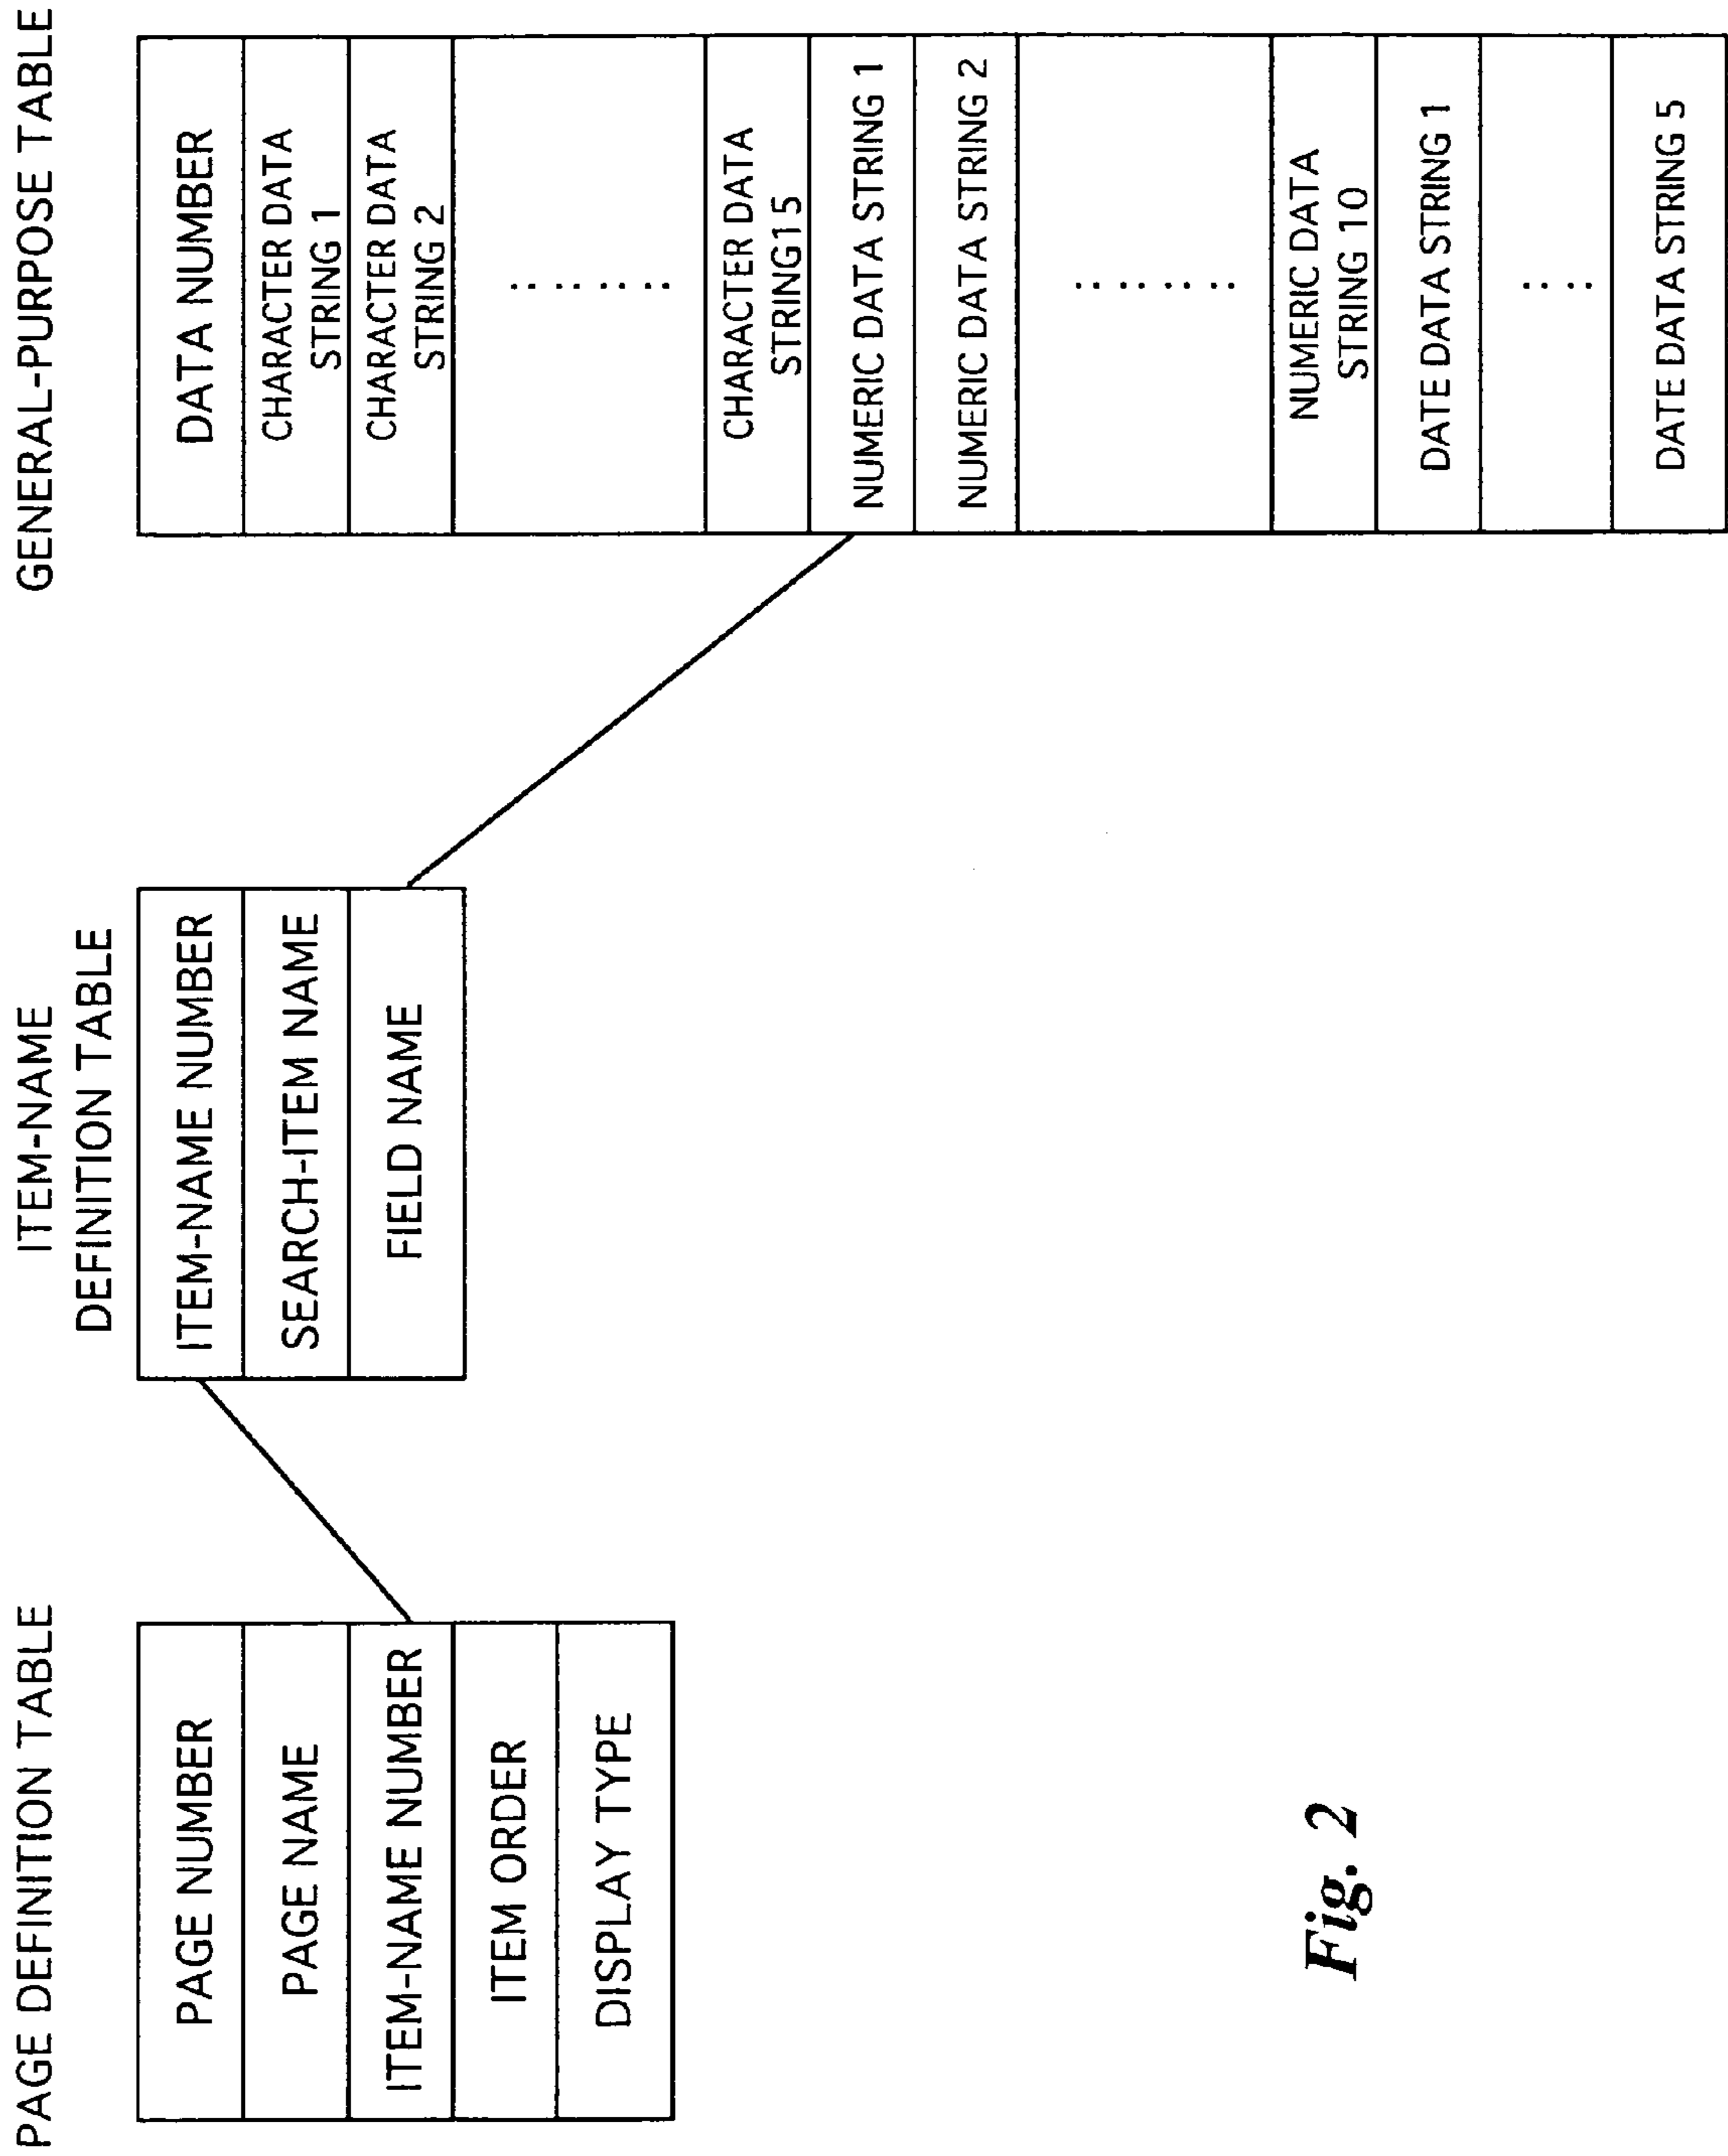 PAGE DEFINITION TABLE
PAGE NUMBER
PAGE NAME
ITEM-NAME NUMBER
ITEM ORDER
DISPLAY TYPE
ITEM-NAME
DEFINITION TABLE
ITEM-NAME NUMBER
SEARCH-ITEM NAME
FIELD NAME
GENERAL-PURPOSE TABLE
DATA NUMBER
CHARACTER DATA
STRING 1
CHARACTER DATA
STRING 2
.......
CHARACTER DATA
STRING15
NUMERIC DATA STRING 1
NUMERIC DATA STRING 2
.......
NUMERIC DATA
STRING 10
DATE DATA STRING 1
....
DATE DATA STRING 5
Fig. 2